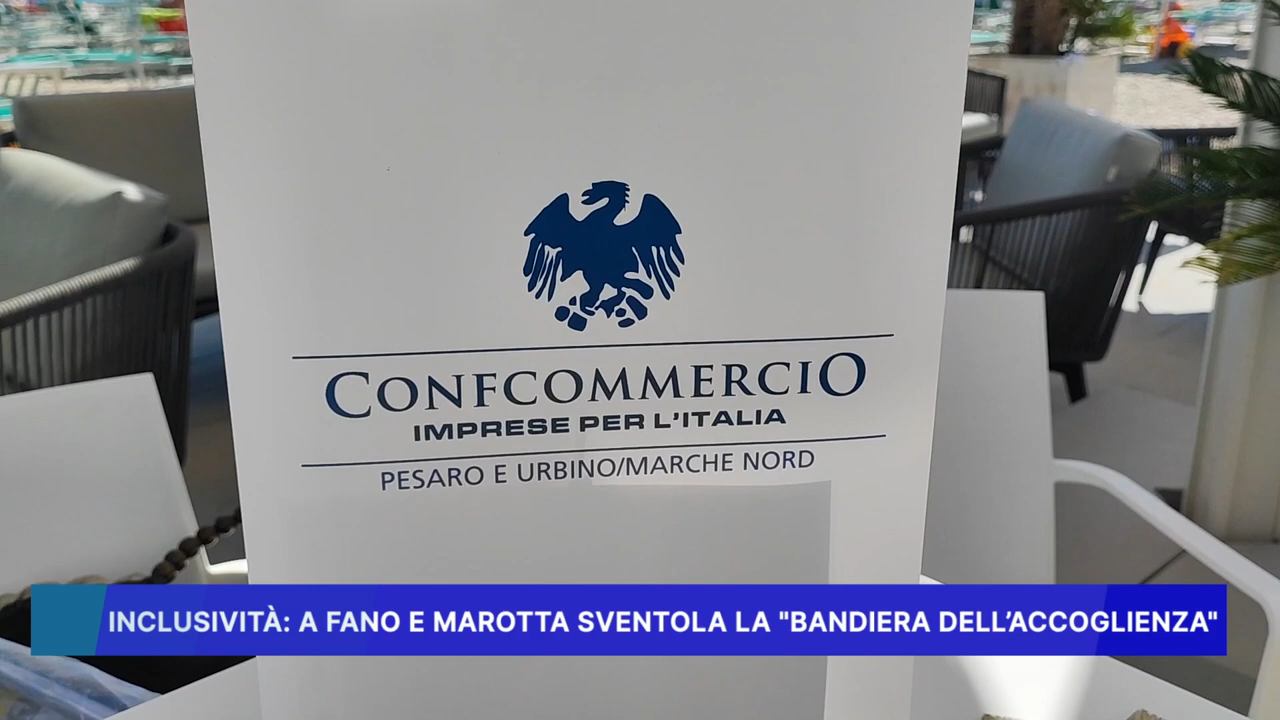 CONFCOMMERCIO
IMPRESE PER L'ITALIA
PESARO E URBINO/MARCHE NORD
INCLUSIVITÀ: A FANO E MAROTTA SVENTOLA LA "BANDIERA DELL’ACCOGLIENZA"